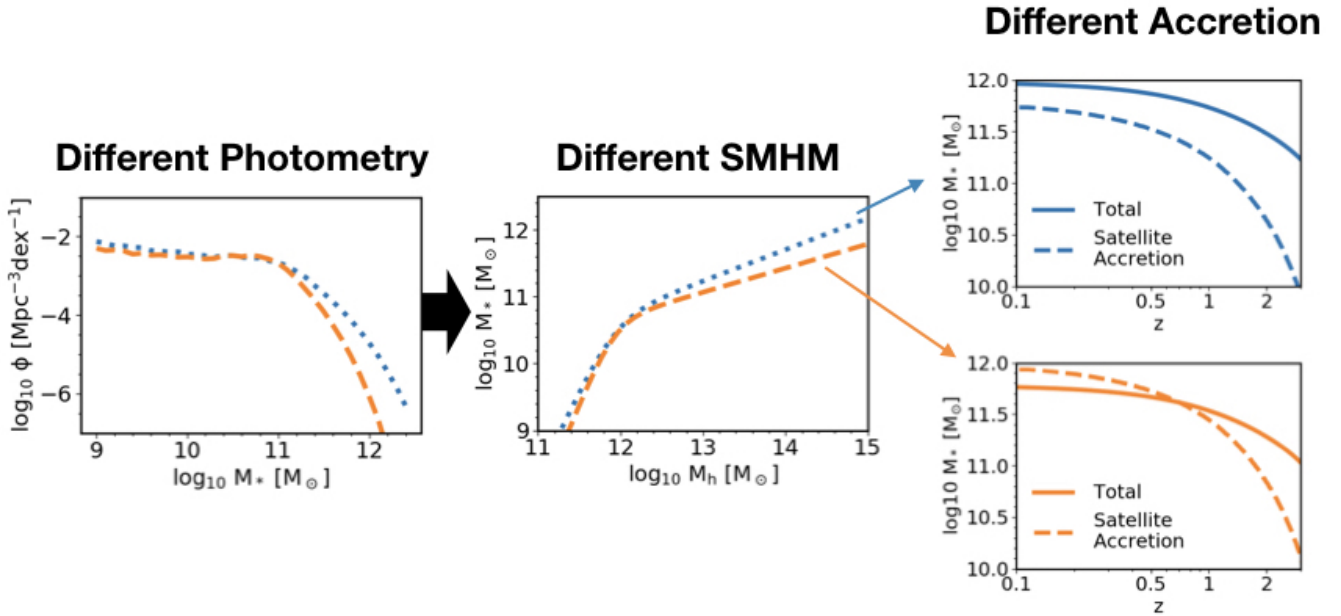 Different Accretion
Different Photometry
Different SMHM
log₁₀ ϕ [Mpc⁻³dex⁻¹]
−2
−4
−6
9
10
11
12
log₁₀ M* [M⊙]
log₁₀ M* [M⊙]
12
11
10
9
11
12
13
14
15
log₁₀ Mₕ [M⊙]
log10 M* [M⊙]
12.0
11.5
11.0
10.5
10.0
Total
Satellite
Accretion
0.1
0.5
1
2
z
log10 M* [M⊙]
12.0
11.5
11.0
10.5
10.0
Total
Satellite
Accretion
0.1
0.5
1
2
z